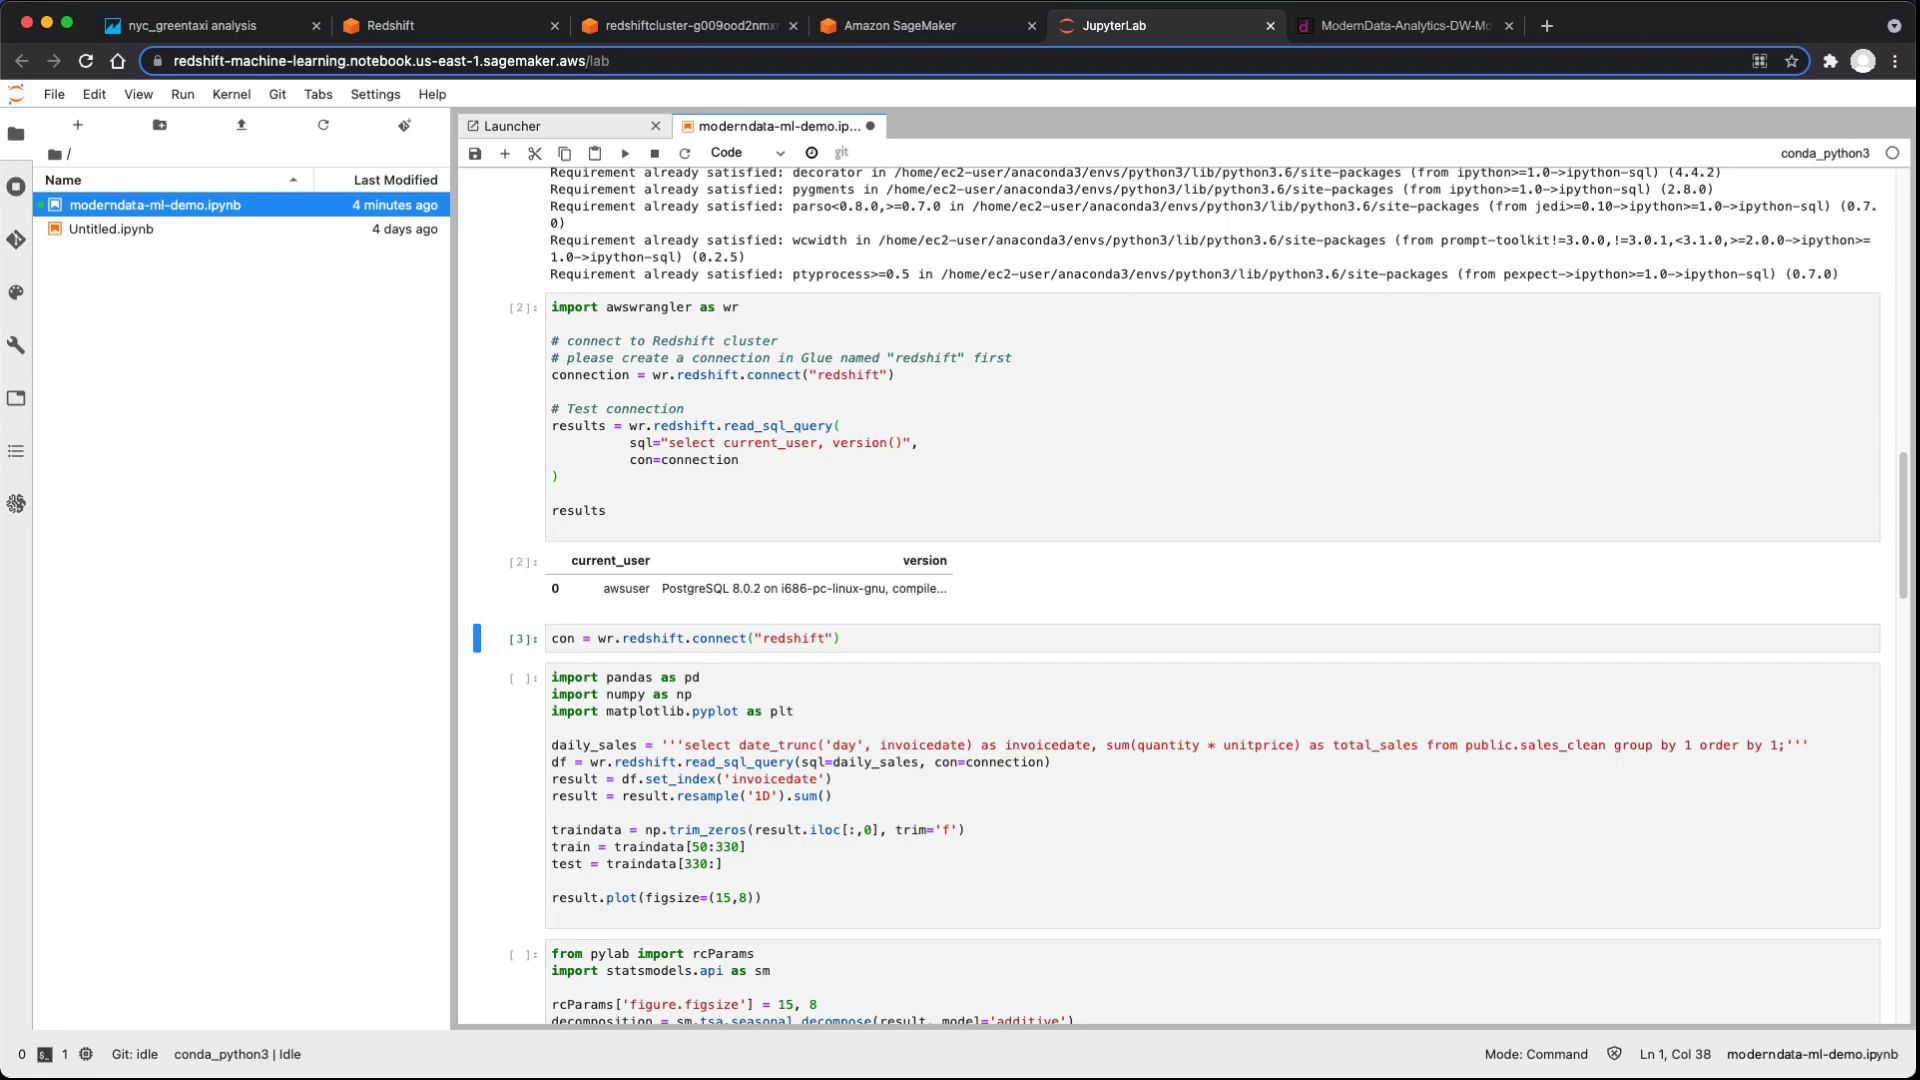 nyc_greentaxi analysis
Redshift
redshiftcluster-g009ood2nmx
Amazon SageMaker
JupyterLab
ModernData-Analytics-DW-Mo
redshift-machine-learning.notebook.us-east-1.sagemaker.aws/lab
File Edit View Run Kernel Git Tabs Settings Help
/
Name Last Modified
moderndata-ml-demo.ipynb 4 minutes ago
Untitled.ipynb 4 days ago
Launcher
moderndata-ml-demo.ip...
Code
git
conda_python3
Requirement already satisfied: decorator in /home/ec2-user/anaconda3/envs/python3/lib/python3.6/site-packages (from ipython>=1.0->ipython-sql) (4.4.2)
Requirement already satisfied: pygments in /home/ec2-user/anaconda3/envs/python3/lib/python3.6/site-packages (from ipython>=1.0->ipython-sql) (2.8.0)
Requirement already satisfied: parso<0.8.0,>=0.7.0 in /home/ec2-user/anaconda3/envs/python3/lib/python3.6/site-packages (from jedi>=0.10->ipython>=1.0->ipython-sql) (0.7.
0)
Requirement already satisfied: wcwidth in /home/ec2-user/anaconda3/envs/python3/lib/python3.6/site-packages (from prompt-toolkit!=3.0.0,!=3.0.1,<3.1.0,>=2.0.0->ipython>=
1.0->ipython-sql) (0.2.5)
Requirement already satisfied: ptyprocess>=0.5 in /home/ec2-user/anaconda3/envs/python3/lib/python3.6/site-packages (from pexpect->ipython>=1.0->ipython-sql) (0.7.0)
[2]: import awswrangler as wr
# connect to Redshift cluster
# please create a connection in Glue named "redshift" first
connection = wr.redshift.connect("redshift")
# Test connection
results = wr.redshift.read_sql_query(
sql="select current_user, version()",
con=connection
)
results
[2]: current_user version
0 awsuser PostgreSQL 8.0.2 on i686-pc-linux-gnu, compile...
[3]: con = wr.redshift.connect("redshift")
[ ]: import pandas as pd
import numpy as np
import matplotlib.pyplot as plt
daily_sales = '''select date_trunc('day', invoicedate) as invoicedate, sum(quantity * unitprice) as total_sales from public.sales_clean group by 1 order by 1;'''
df = wr.redshift.read_sql_query(sql=daily_sales, con=connection)
result = df.set_index('invoicedate')
result = result.resample('1D').sum()
traindata = np.trim_zeros(result.iloc[:,0], trim='f')
train = traindata[50:330]
test = traindata[330:]
result.plot(figsize=(15,8))
[ ]: from pylab import rcParams
import statsmodels.api as sm
rcParams['figure.figsize'] = 15, 8
decomposition = sm.tsa.seasonal_decompose(result, model='additive')
0 1 Git: idle conda_python3 | Idle
Mode: Command Ln 1, Col 38 moderndata-ml-demo.ipynb